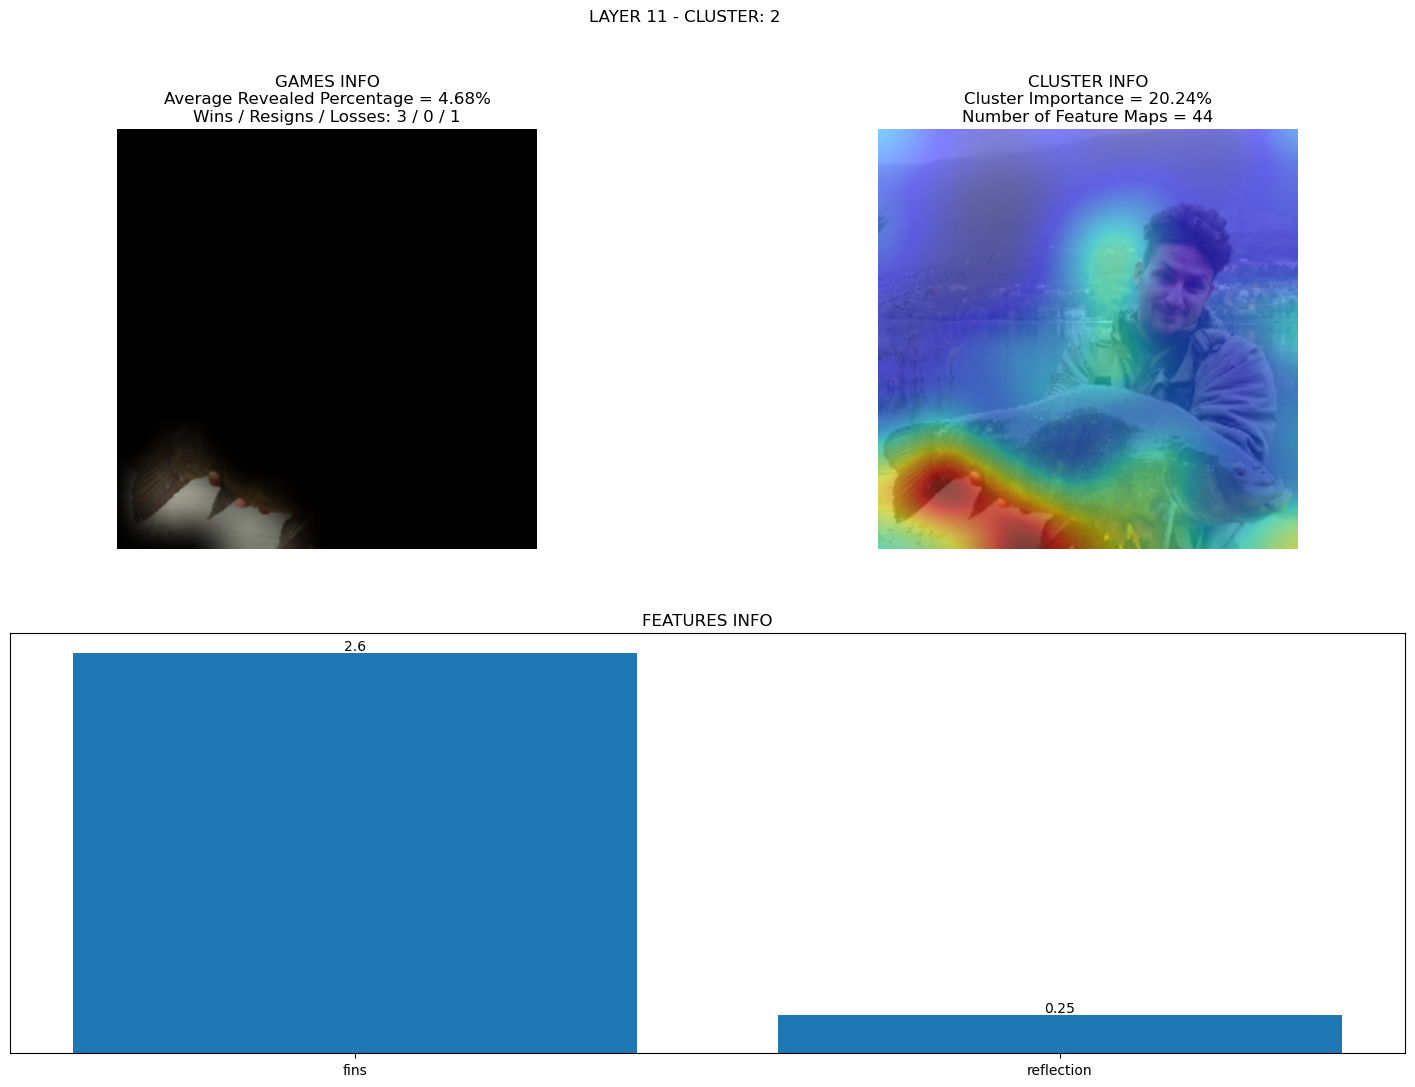 LAYER 11 - CLUSTER: 2
GAMES INFO
Average Revealed Percentage = 4.68%
Wins / Resigns / Losses: 3 / 0 / 1
CLUSTER INFO
Cluster Importance = 20.24%
Number of Feature Maps = 44
FEATURES INFO
2.6
0.25
fins
reflection